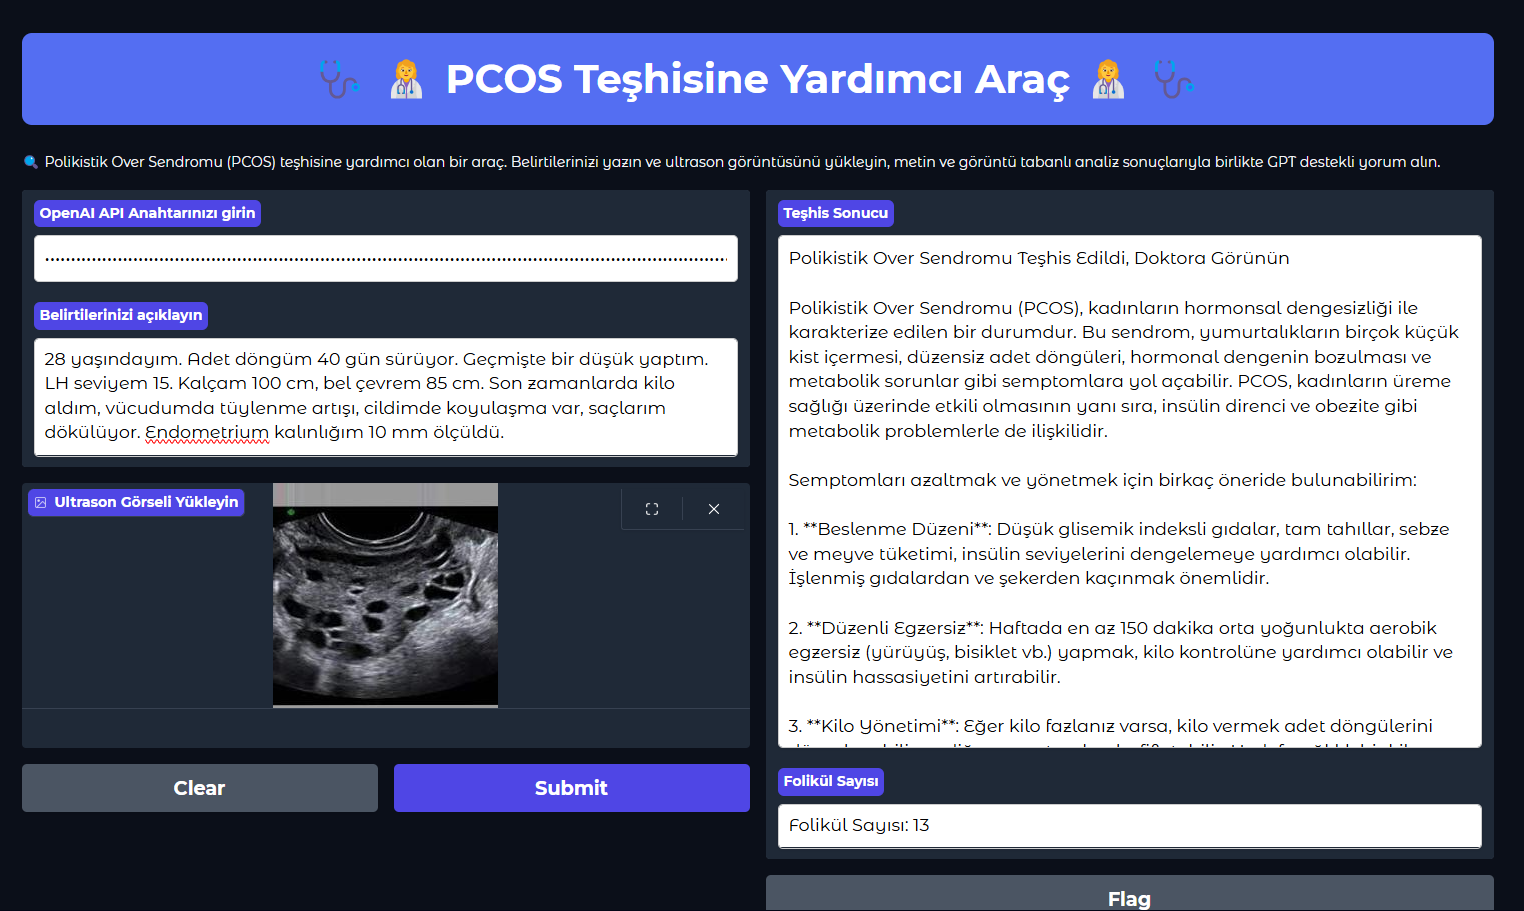 PCOS Teşhisine Yardımcı Araç
Polikistik Over Sendromu (PCOS) teşhisine yardımcı olan bir araç. Belirtilerinizi yazın ve ultrason görüntüsünü yükleyin, metin ve görüntü tabanlı analiz sonuçlarıyla birlikte GPT destekli yorum alın.
OpenAI API Anahtarınızı girin
Belirtilerinizi açıklayın
28 yaşındayım. Adet döngüm 40 gün sürüyor. Geçmişte bir düşük yaptım.
LH seviyem 15. Kalçam 100 cm, bel çevrem 85 cm. Son zamanlarda kilo
aldım, vücudumda tüylenme artışı, cildimde koyulaşma var, saçlarım
dökülüyor. Endometrium kalınlığım 10 mm ölçüldü.
Ultrason Görseli Yükleyin
Clear
Submit
Teşhis Sonucu
Polikistik Over Sendromu Teşhis Edildi, Doktora Görünün
Polikistik Over Sendromu (PCOS), kadınların hormonsal dengesizliği ile
karakterize edilen bir durumdur. Bu sendrom, yumurtalıkların birçok küçük
kist içermesi, düzensiz adet döngüleri, hormonal dengenin bozulması ve
metabolik sorunlar gibi semptomlara yol açabilir. PCOS, kadınların üreme
sağlığı üzerinde etkili olmasının yanı sıra, insülin direnci ve obezite gibi
metabolik problemlerle de ilişkilidir.
Semptomları azaltmak ve yönetmek için birkaç öneride bulunabilirim:
1. **Beslenme Düzeni**: Düşük glisemik indeksli gıdalar, tam tahıllar, sebze
ve meyve tüketimi, insülin seviyelerini dengelemeye yardımcı olabilir.
İşlenmiş gıdalardan ve şekerden kaçınmak önemlidir.
2. **Düzenli Egzersiz**: Haftada en az 150 dakika orta yoğunlukta aerobik
egzersiz (yürüyüş, bisiklet vb.) yapmak, kilo kontrolüne yardımcı olabilir ve
insülin hassasiyetini artırabilir.
3. **Kilo Yönetimi**: Eğer kilo fazlanız varsa, kilo vermek adet döngülerini
Folikül Sayısı
Folikül Sayısı: 13
Flag